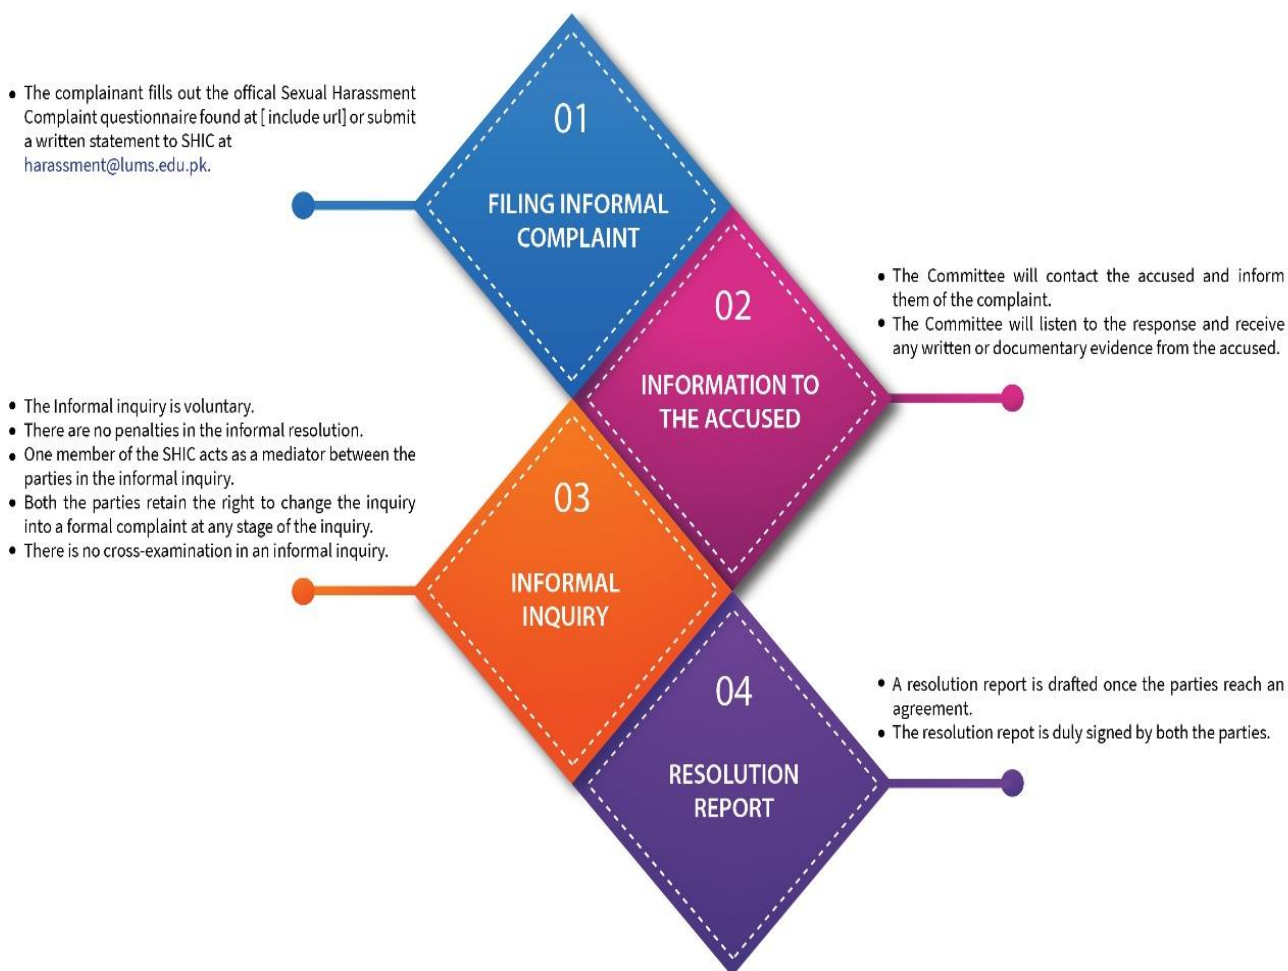 • The complainant fills out the offical Sexual Harassment
Complaint questionnaire found at [ include url] or submit
a written statement to SHIC at
harassment@lums.edu.pk.
01
FILING INFORMAL
COMPLAINT
• The Committee will contact the accused and inform
them of the complaint.
• The Committee will listen to the response and receive
any written or documentary evidence from the accused.
02
INFORMATION TO
THE ACCUSED
• The Informal inquiry is voluntary.
• There are no penalties in the informal resolution.
• One member of the SHIC acts as a mediator between the
parties in the informal inquiry.
• Both the parties retain the right to change the inquiry
into a formal complaint at any stage of the inquiry.
• There is no cross-examination in an informal inquiry.
03
INFORMAL
INQUIRY
• A resolution report is drafted once the parties reach an
agreement.
• The resolution repot is duly signed by both the parties.
04
RESOLUTION
REPORT